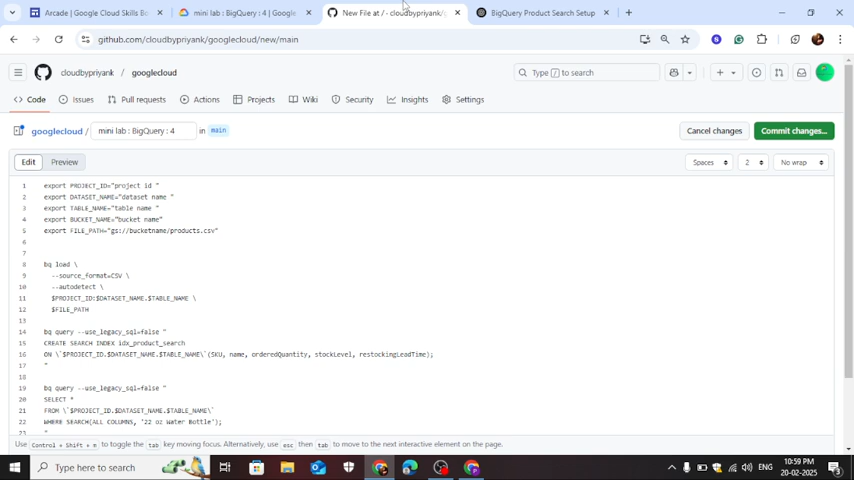 Arcade | Google Cloud Skills Bo
mini lab : BigQuery : 4 | Google
New File at / · cloudbypriyank/
BigQuery Product Search Setup
github.com/cloudbypriyank/googlecloud/new/main
cloudbypriyank / googlecloud
Type / to search
Code
Issues
Pull requests
Actions
Projects
Wiki
Security
Insights
Settings
googlecloud / mini lab : BigQuery : 4 in main
Cancel changes
Commit changes...
Edit
Preview
Spaces
2
No wrap
1 export PROJECT_ID="project id "
2 export DATASET_NAME="dataset name "
3 export TABLE_NAME="table name "
4 export BUCKET_NAME="bucket name"
5 export FILE_PATH="gs://bucketname/products.csv"
6
7
8 bq load \
9 --source_format=CSV \
10 --autodetect \
11 $PROJECT_ID:$DATASET_NAME.$TABLE_NAME \
12 $FILE_PATH
13
14 bq query --use_legacy_sql=false "
15 CREATE SEARCH INDEX idx_product_search
16 ON \`$PROJECT_ID.$DATASET_NAME.$TABLE_NAME\`(SKU, name, orderedQuantity, stockLevel, restockingLeadTime);
17 "
18
19 bq query --use_legacy_sql=false "
20 SELECT *
21 FROM \`$PROJECT_ID.$DATASET_NAME.$TABLE_NAME\`
22 WHERE SEARCH(ALL COLUMNS, '22 oz Water Bottle');
23 "
Use Control + Shift + m to toggle the tab key moving focus. Alternatively, use esc then tab to move to the next interactive element on the page.
Type here to search
ENG
10:59 PM
20-02-2025
3